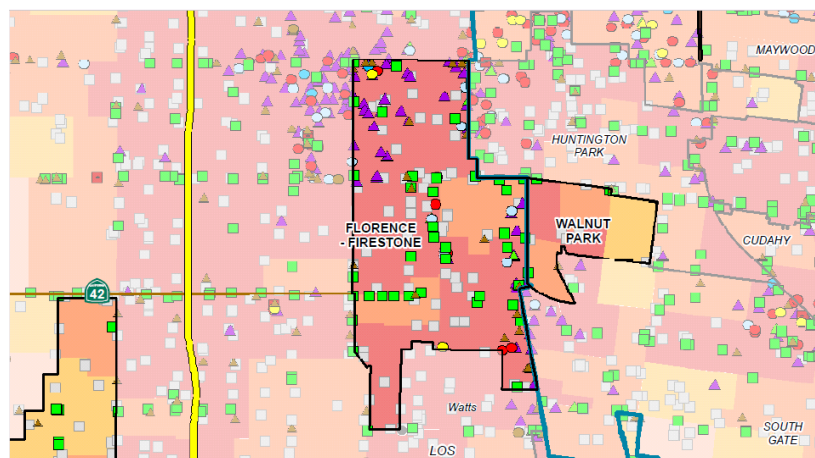 MAYWOOD
HUNTINGTON
PARK
FLORENCE
- FIRESTONE
WALNUT
PARK
CUDAHY
42
Watts
SOUTH
GATE
LOS